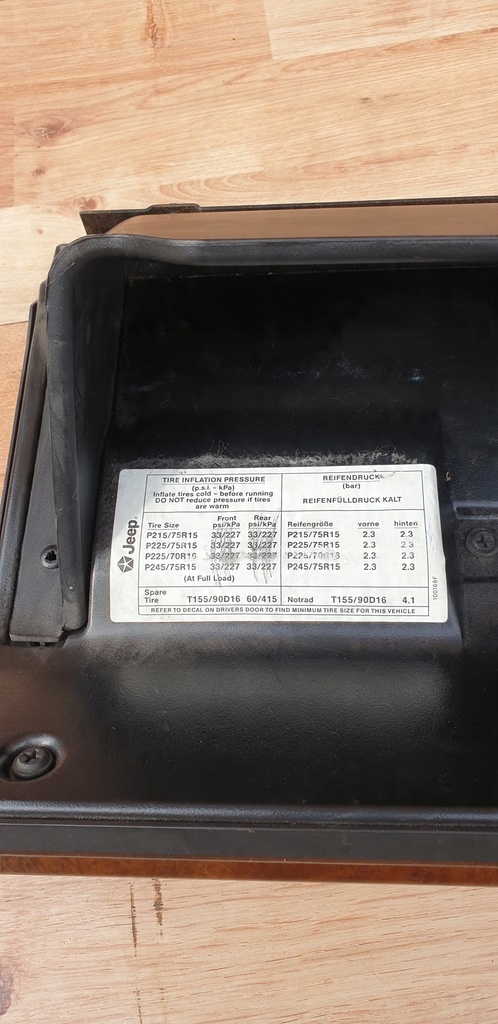 Jeep
TIRE INFLATION PRESSURE
(p.s.i. – kPa)
Inflate tires cold – before running
DO NOT reduce pressure if tires
are warm
Front Rear
Tire Size psi/kPa psi/kPa
P215/75R15 33/227 33/227
P225/75R15 33/227 33/227
P225/70R16 33/227 33/227
P245/75R15 33/227 33/227
(At Full Load)
Spare
Tire T155/90D16 60/415
REIFENDRUCK
(bar)
REIFENFÜLLDRUCK KALT
Reifengröße vorne hinten
P215/75R15 2.3 2.3
P225/75R15 2.3 2.3
P225/70R16 2.3 2.3
P245/75R15 2.3 2.3
Notrad T155/90D16 4.1
REFER TO DECAL ON DRIVERS DOOR TO FIND MINIMUM TIRE SIZE FOR THIS VEHICLE